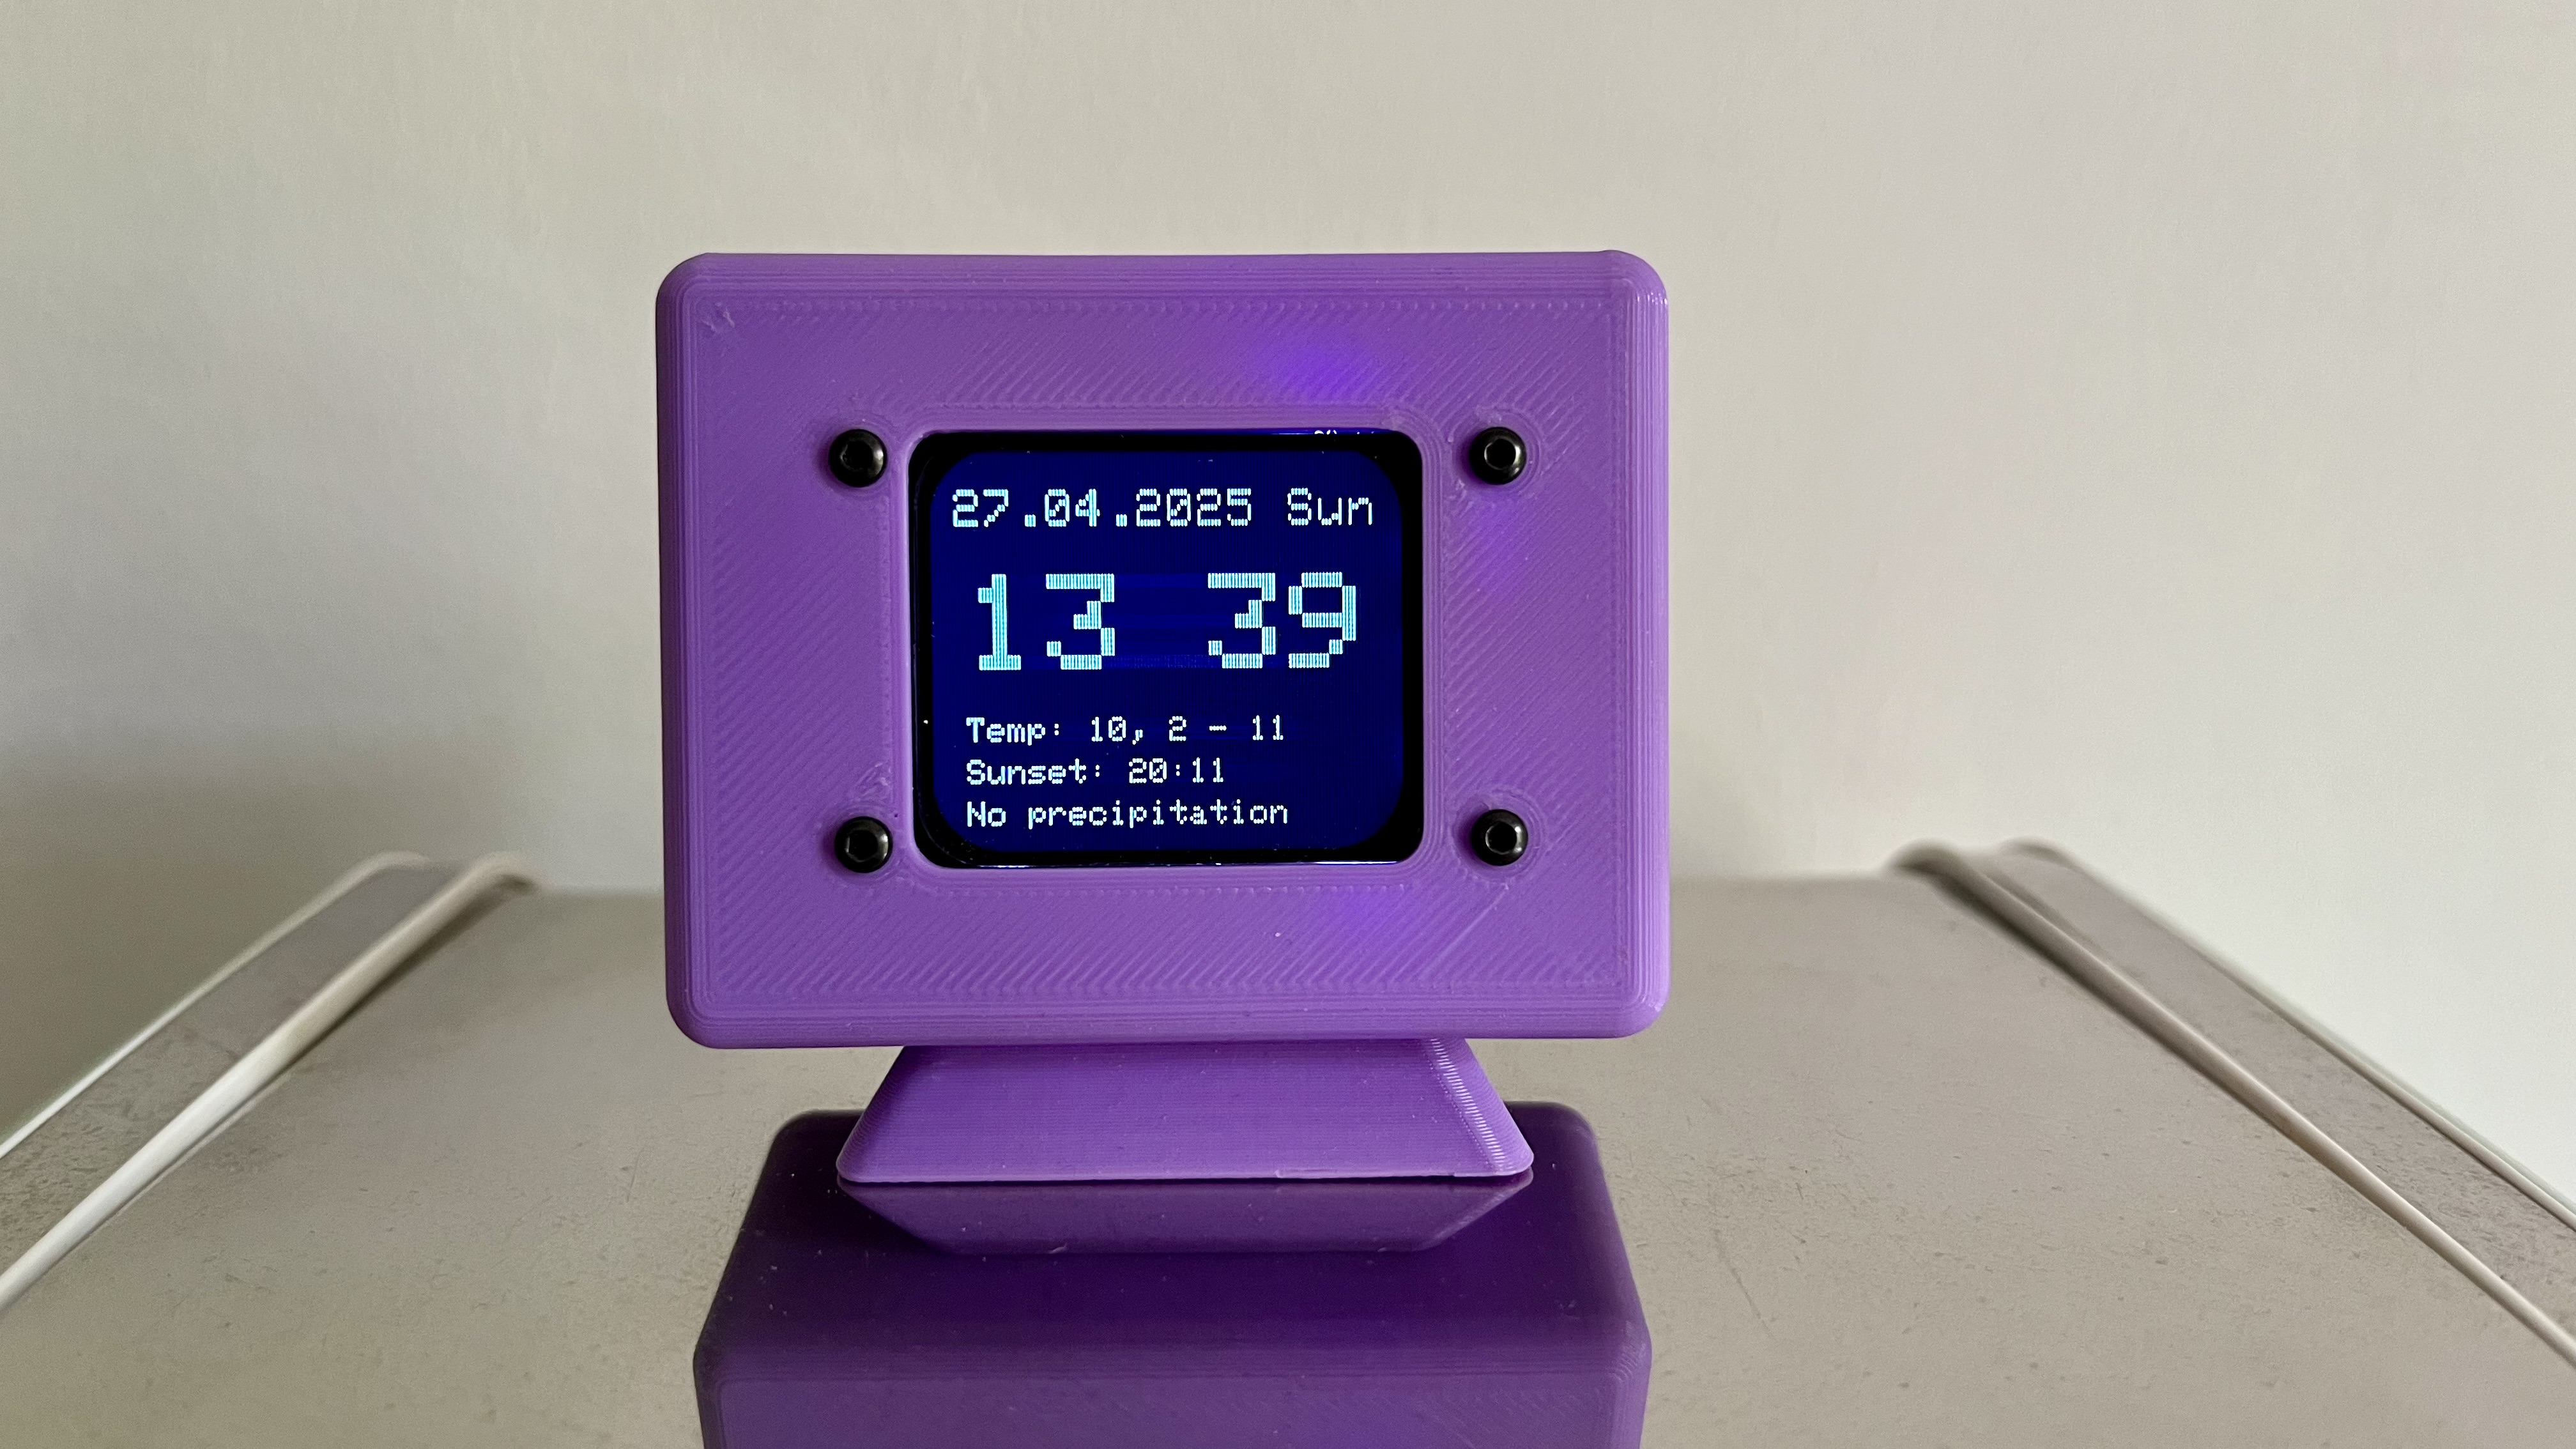 27.04.2025 Sun
13 39
Temp: 10, 2 - 11
Sunset: 20:11
No precipitation